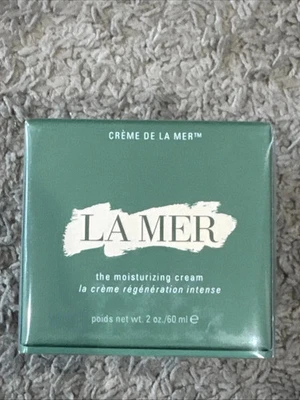 CRÈME DE LA MER™
LA MER
the moisturizing cream
la crème régénération intense
poids net wt. 2 oz./60 ml ℮